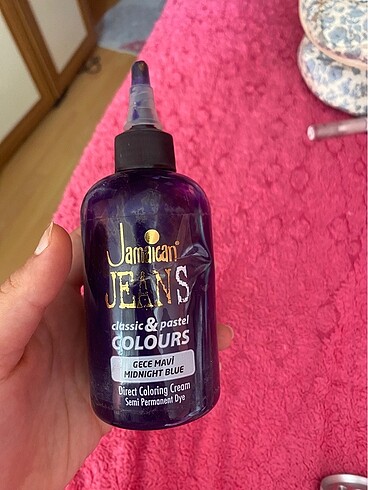 Jamaican
JEANS
classic & pastel
COLOURS
GECE MAVİ
MIDNIGHT BLUE
Direct Coloring Cream
Semi Permanent Dye